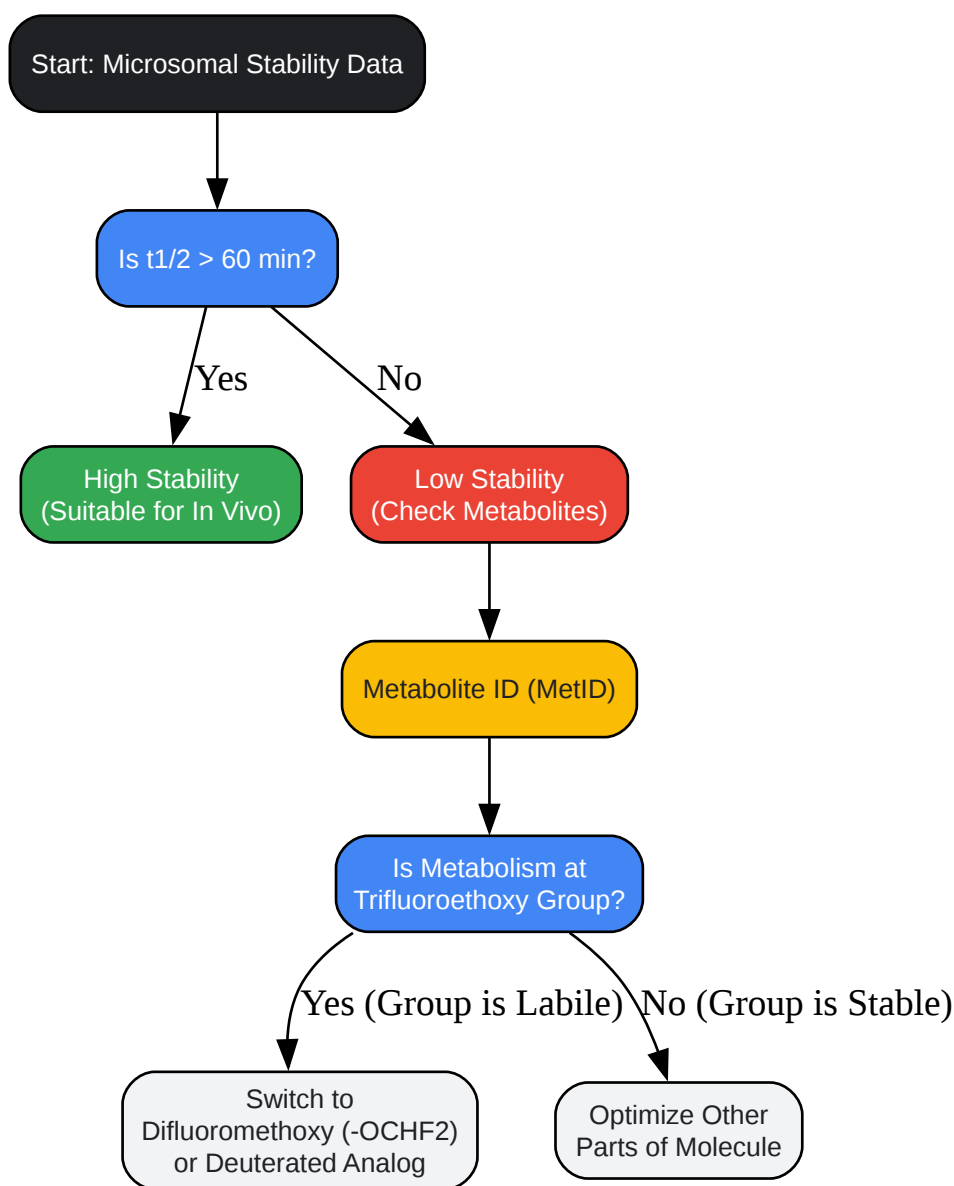 Start: Microsomal Stability Data
Is t1/2 > 60 min?
Yes
No
High Stability
(Suitable for In Vivo)
Low Stability
(Check Metabolites)
Metabolite ID (MetID)
Is Metabolism at
Trifluoroethoxy Group?
Yes (Group is Labile)
No (Group is Stable)
Switch to
Difluoromethoxy (-OCHF2)
or Deuterated Analog
Optimize Other
Parts of Molecule